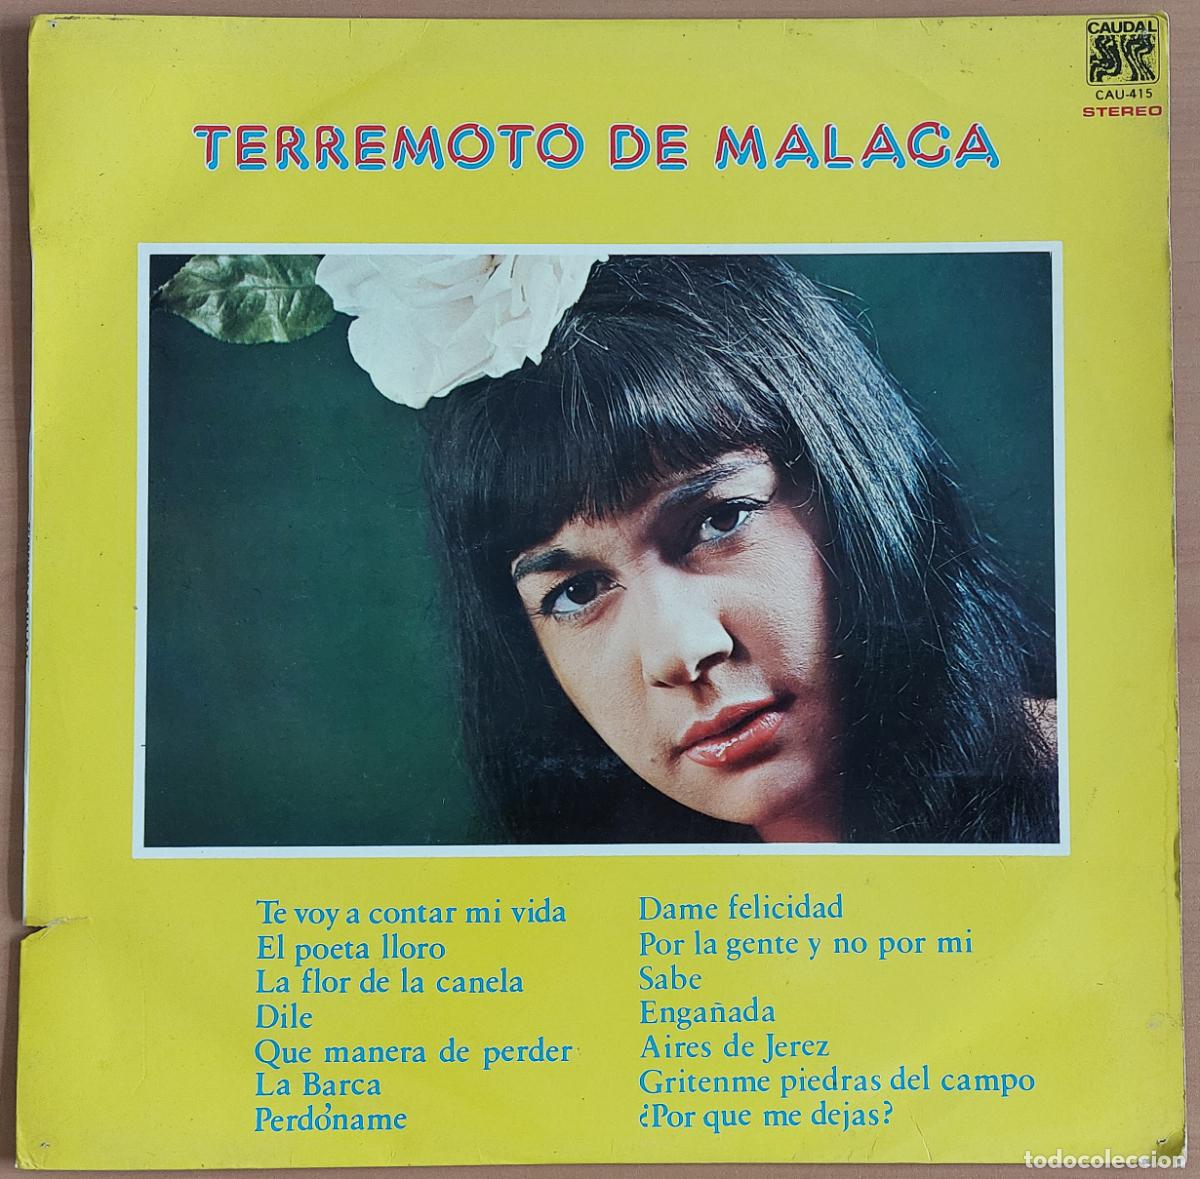 CAUDAL
CAU-415
STEREO
TERREMOTO DE MALAGA
Te voy a contar mi vida
El poeta lloro
La flor de la canela
Dile
Que manera de perder
La Barca
Perdóname
Dame felicidad
Por la gente y no por mi
Sabe
Engañada
Aires de Jerez
Gritenme piedras del campo
¿Por que me dejas?
todocoleccion